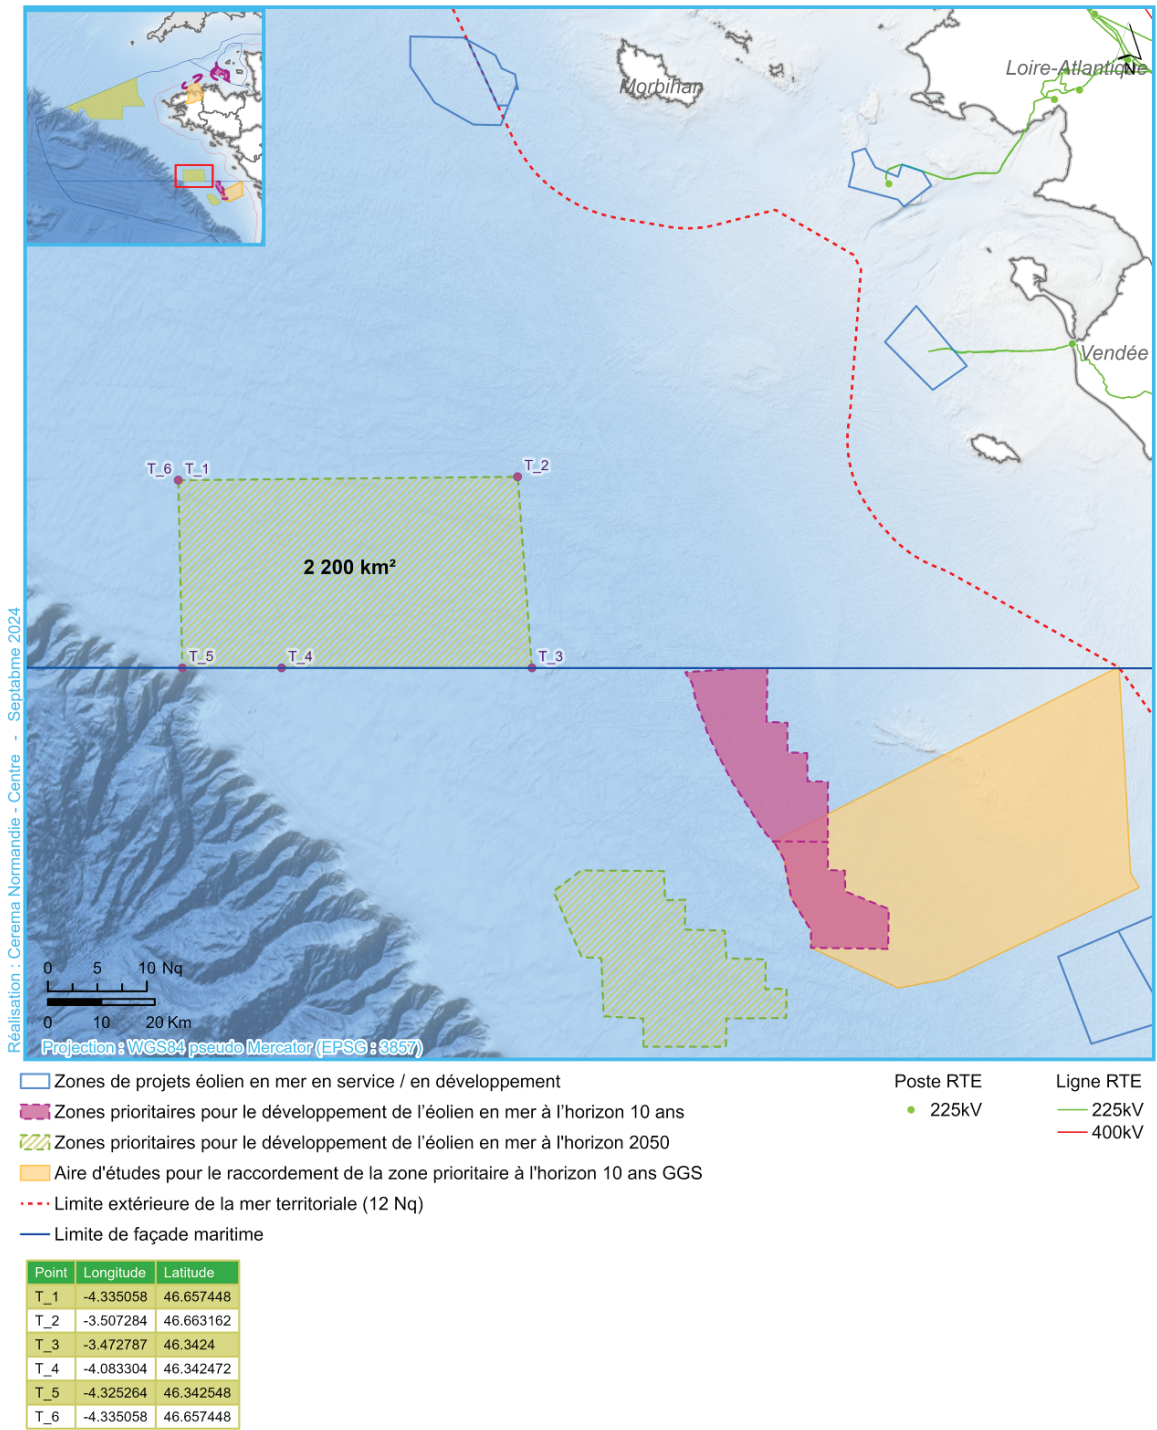 Morbihan
Loire-Atlantique
N
Vendée
T_6 T_1
T_2
2 200 km²
T_5
T_4
T_3
Réalisation : Cerema Normandie - Centre - Septabme 2024
0 5 10 Nq
0 10 20 Km
Projection : WGS84 pseudo Mercator (EPSG : 3857)
Zones de projets éolien en mer en service / en développement
Zones prioritaires pour le développement de l’éolien en mer à l’horizon 10 ans
Zones prioritaires pour le développement de l’éolien en mer à l'horizon 2050
Aire d'études pour le raccordement de la zone prioritaire à l'horizon 10 ans GGS
Limite extérieure de la mer territoriale (12 Nq)
Limite de façade maritime
Poste RTE
225kV
Ligne RTE
225kV
400kV
Point Longitude Latitude
T_1 -4.335058 46.657448
T_2 -3.507284 46.663162
T_3 -3.472787 46.3424
T_4 -4.083304 46.342472
T_5 -4.325264 46.342548
T_6 -4.335058 46.657448